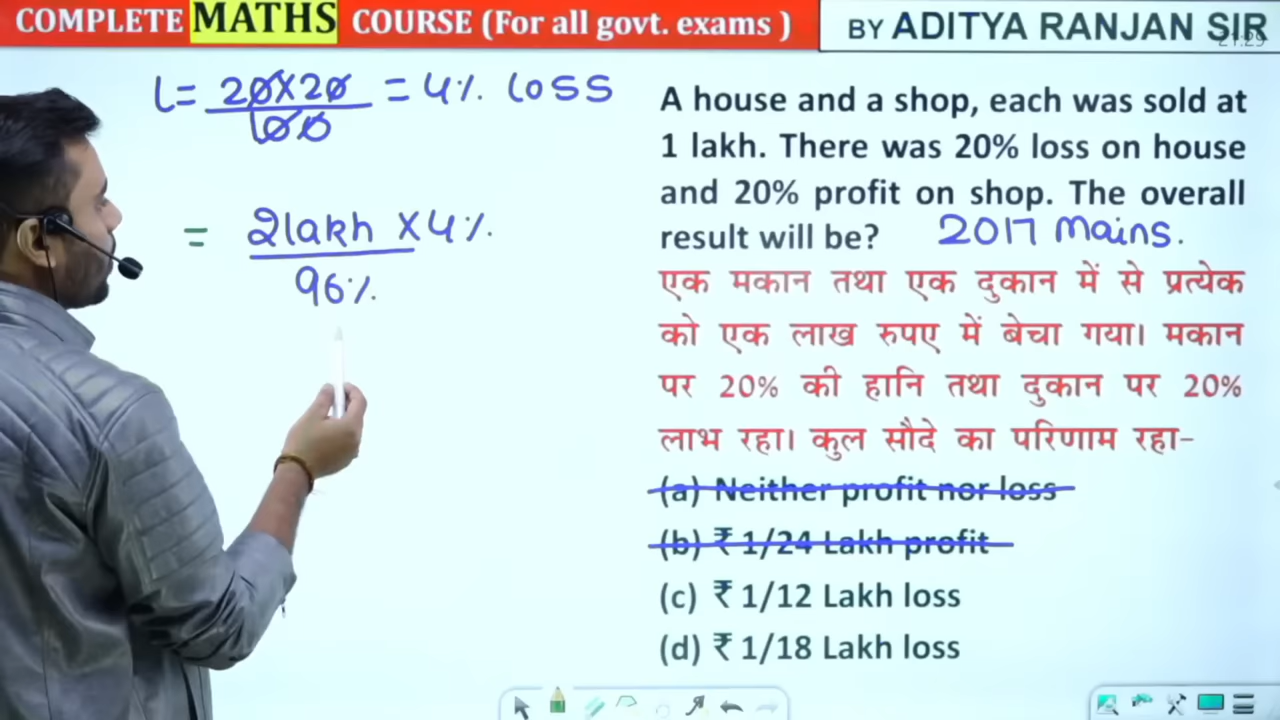 COMPLETE MATHS COURSE (For all govt. exams )
BY ADITYA RANJAN SIR
21:29
L= 20X20 = 4%. LOSS
100
A house and a shop, each was sold at
1 lakh. There was 20% loss on house
and 20% profit on shop. The overall
result will be? 2017 Mains.
= 2lakh X4%.
96%.
एक मकान तथा एक दुकान में से प्रत्येक
को एक लाख रुपए में बेचा गया। मकान
पर 20% की हानि तथा दुकान पर 20%
लाभ रहा। कुल सौदे का परिणाम रहा-
(a) Neither profit nor loss
(b) ₹ 1/24 Lakh profit
(c) ₹ 1/12 Lakh loss
(d) ₹ 1/18 Lakh loss